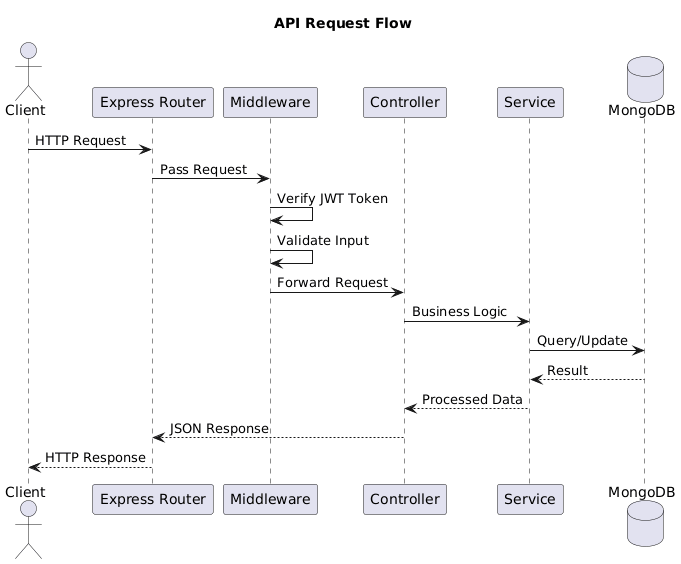 API Request Flow
Client
Express Router
Middleware
Controller
Service
MongoDB
HTTP Request
Pass Request
Verify JWT Token
Validate Input
Forward Request
Business Logic
Query/Update
Result
Processed Data
JSON Response
HTTP Response
Client
Express Router
Middleware
Controller
Service
MongoDB